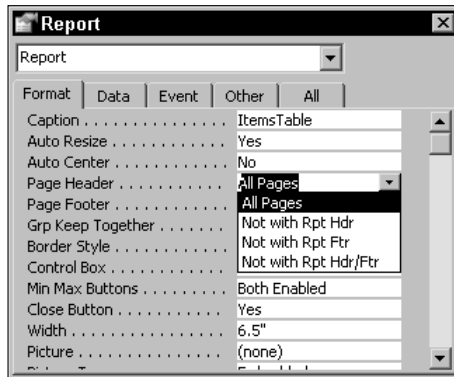 Report
Report
Format Data Event Other All
Caption . . . . . . . . . . . . . . . ItemsTable
Auto Resize . . . . . . . . . . . Yes
Auto Center . . . . . . . . . . . No
Page Header . . . . . . . . . . All Pages
Page Footer . . . . . . . . . . . All Pages
Grp Keep Together . . . . . . Not with Rpt Hdr
Border Style . . . . . . . . . . . Not with Rpt Ftr
Control Box . . . . . . . . . . . Not with Rpt Hdr/Ftr
Min Max Buttons . . . . . . . . Both Enabled
Close Button . . . . . . . . . . . Yes
Width . . . . . . . . . . . . . . . . 6.5"
Picture . . . . . . . . . . . . . . . (none)